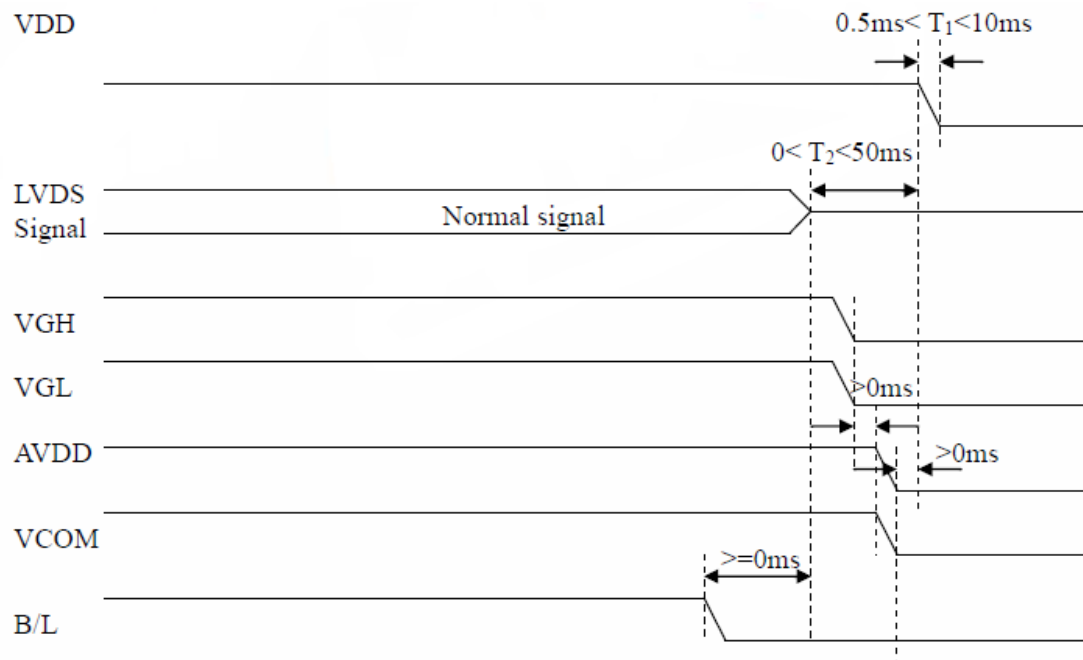 VDD
0.5ms< T₁<10ms
0< T₂<50ms
LVDS
Signal
Normal signal
VGH
VGL
>0ms
AVDD
>0ms
VCOM
>=0ms
B/L